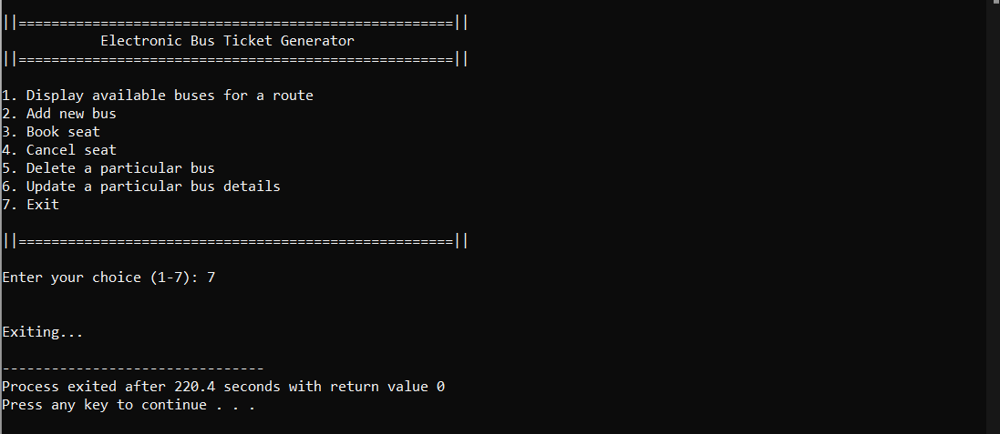 ||=====================================================||
Electronic Bus Ticket Generator
||=====================================================||
1. Display available buses for a route
2. Add new bus
3. Book seat
4. Cancel seat
5. Delete a particular bus
6. Update a particular bus details
7. Exit
||=====================================================||
Enter your choice (1-7): 7
Exiting...
--------------------------------
Process exited after 220.4 seconds with return value 0
Press any key to continue . . .